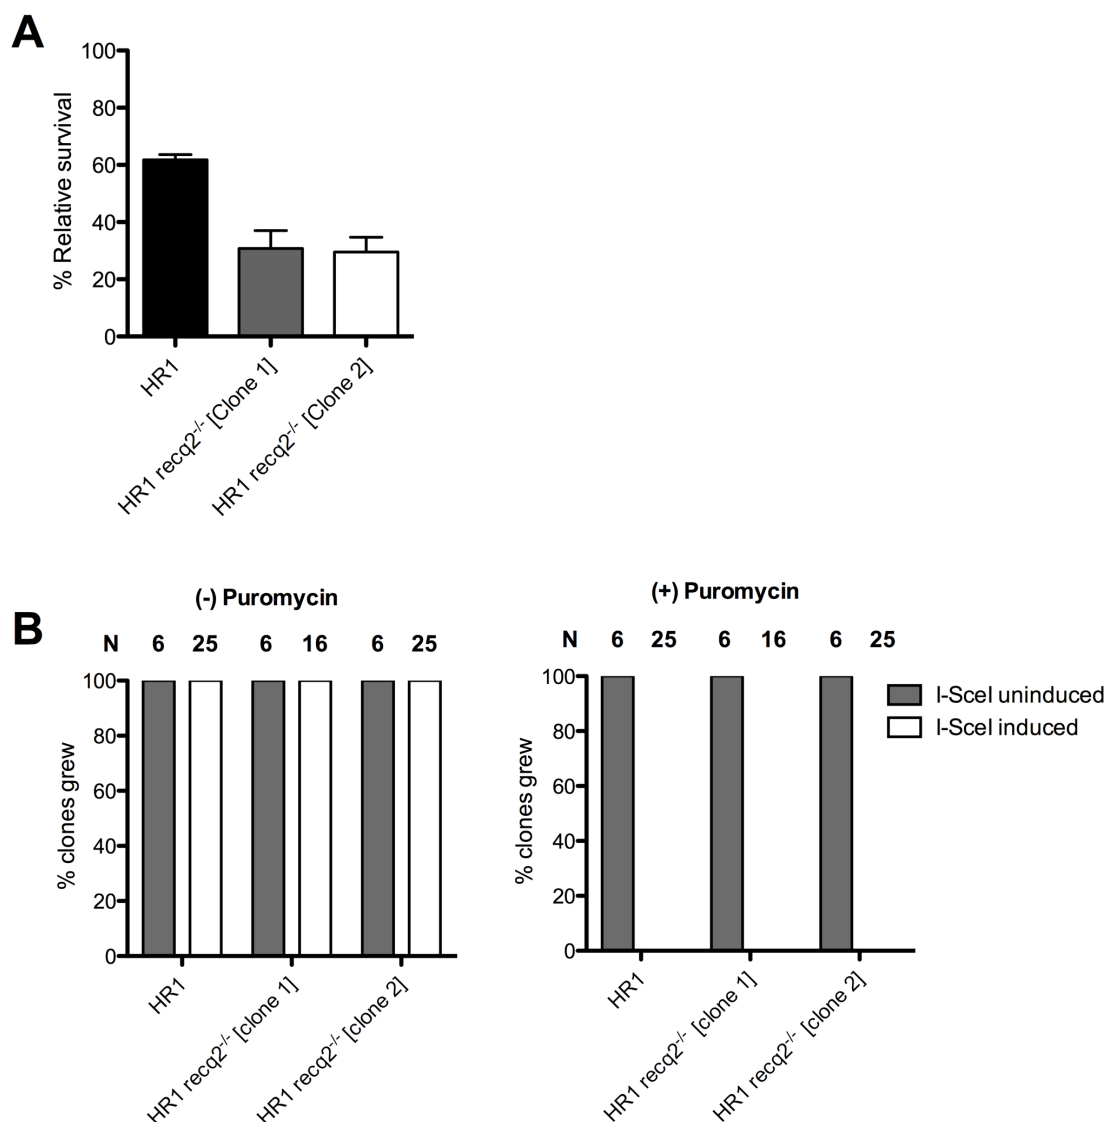 A
% Relative survival
100
80
60
40
20
0
HR1
HR1 recq2-/- [Clone 1]
HR1 recq2-/- [Clone 2]
B
(-) Puromycin
N 6 25 6 16 6 25
% clones grew
100
80
60
40
20
0
HR1
HR1 recq2-/- [clone 1]
HR1 recq2-/- [clone 2]
(+) Puromycin
N 6 25 6 16 6 25
% clones grew
100
80
60
40
20
0
HR1
HR1 recq2-/- [clone 1]
HR1 recq2-/- [clone 2]
I-SceI uninduced
I-SceI induced